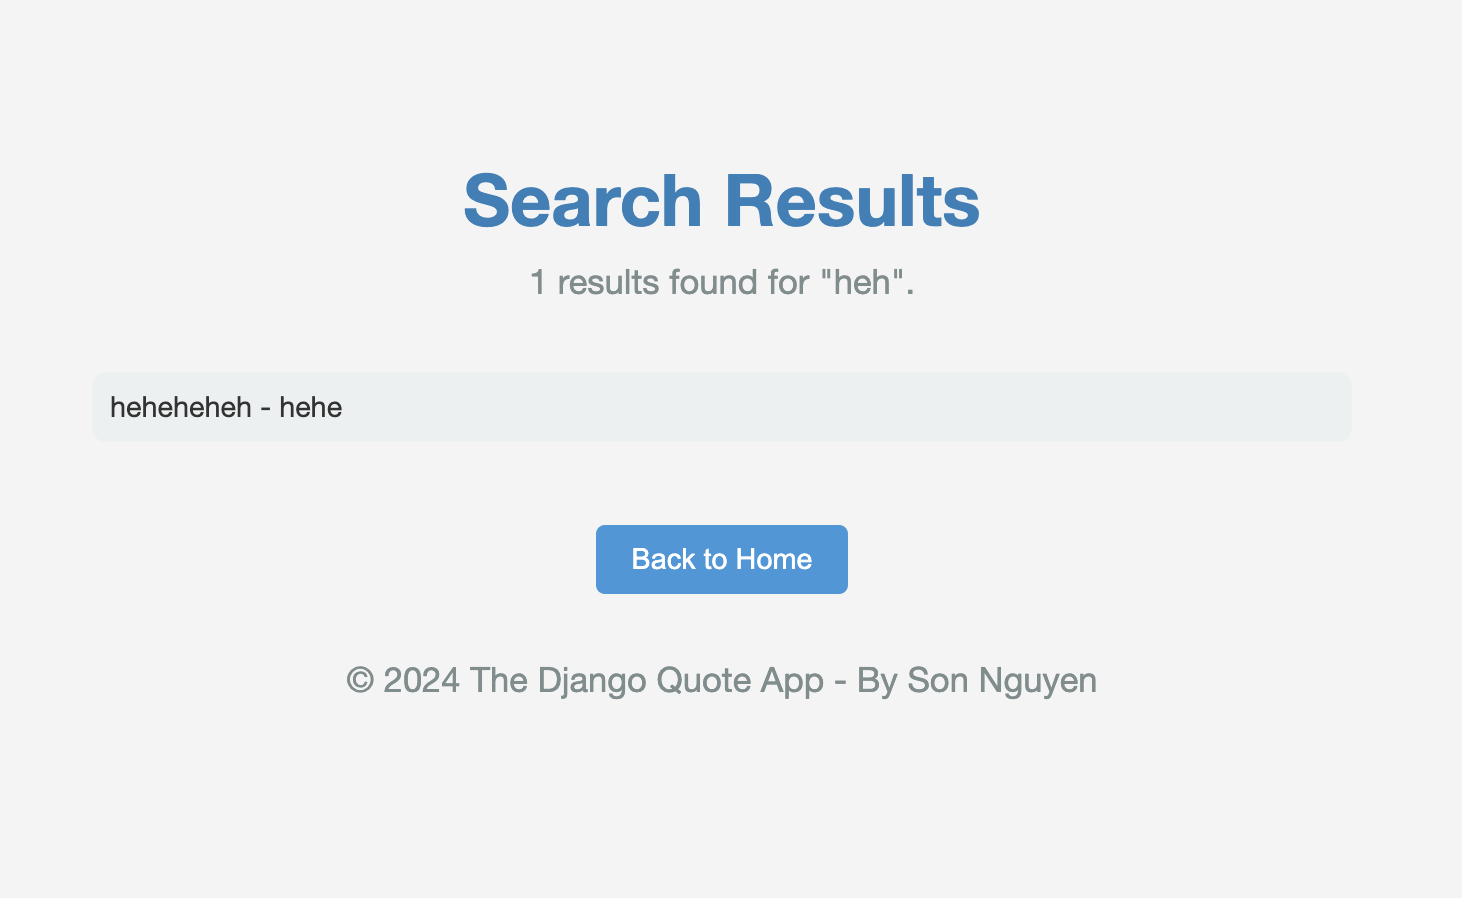 Search Results
1 results found for "heh".
heheheheh - hehe
Back to Home
© 2024 The Django Quote App - By Son Nguyen